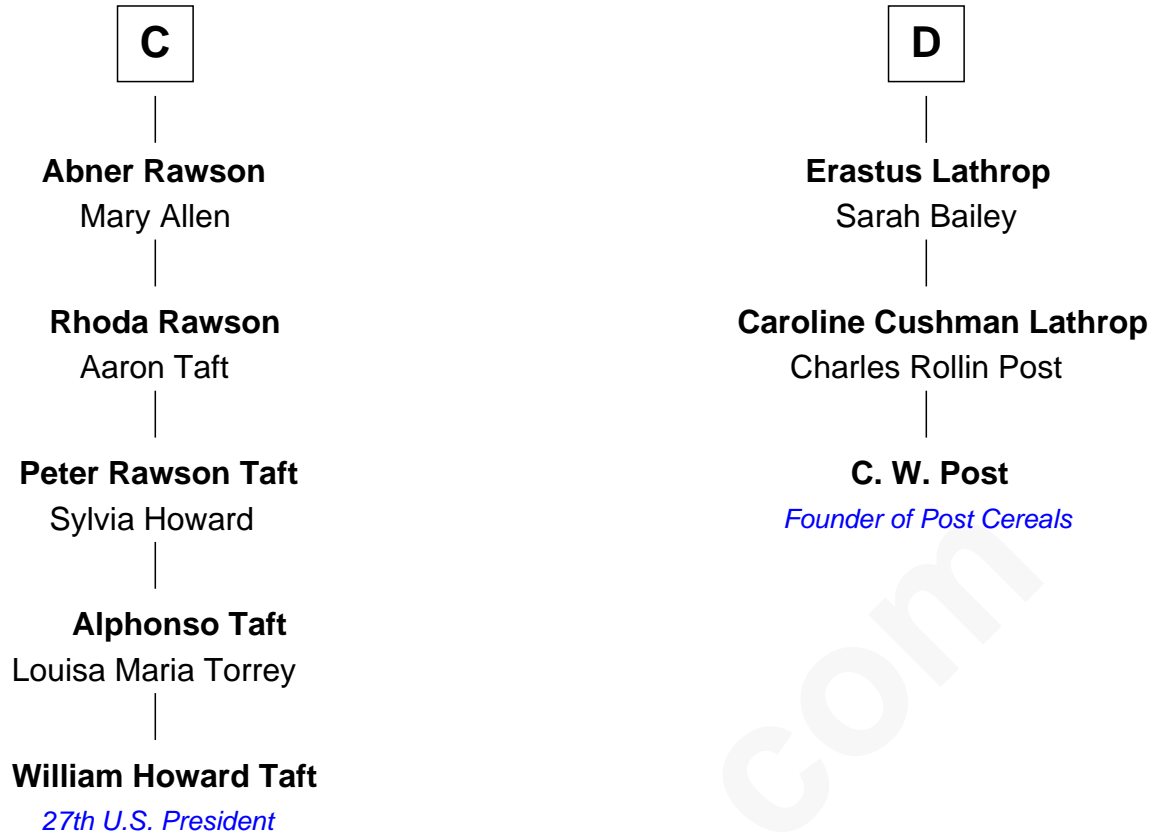 C
Abner Rawson
Mary Allen
Rhoda Rawson
Aaron Taft
Peter Rawson Taft
Sylvia Howard
Alphonso Taft
Louisa Maria Torrey
William Howard Taft
27th U.S. President
D
Erastus Lathrop
Sarah Bailey
Caroline Cushman Lathrop
Charles Rollin Post
C. W. Post
Founder of Post Cereals
com